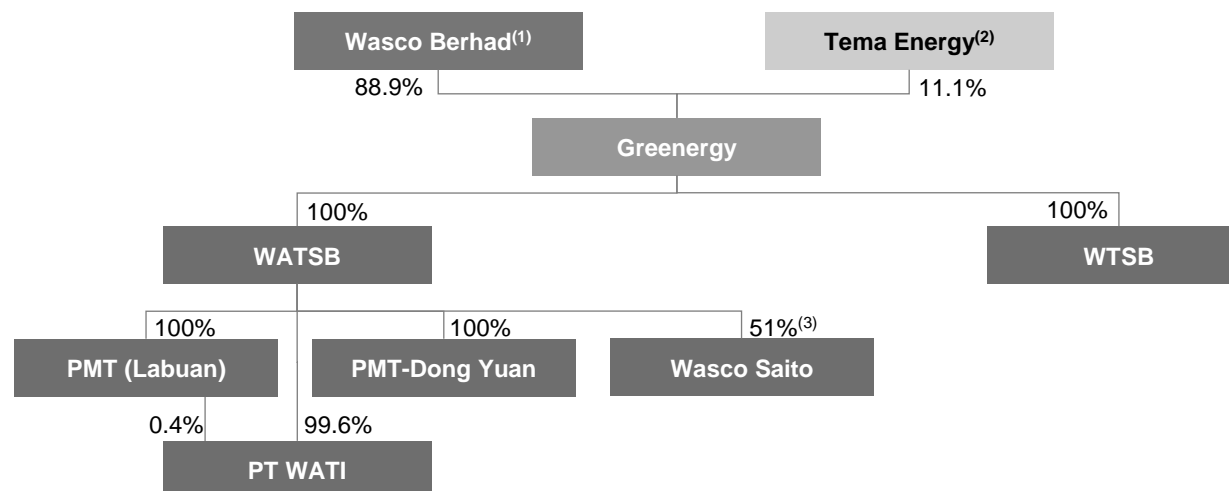 Wasco Berhad(1)
Tema Energy(2)
88.9%
11.1%
Greenergy
100%
100%
WATSB
WTSB
100%
100%
51%(3)
PMT (Labuan)
PMT-Dong Yuan
Wasco Saito
0.4%
99.6%
PT WATI